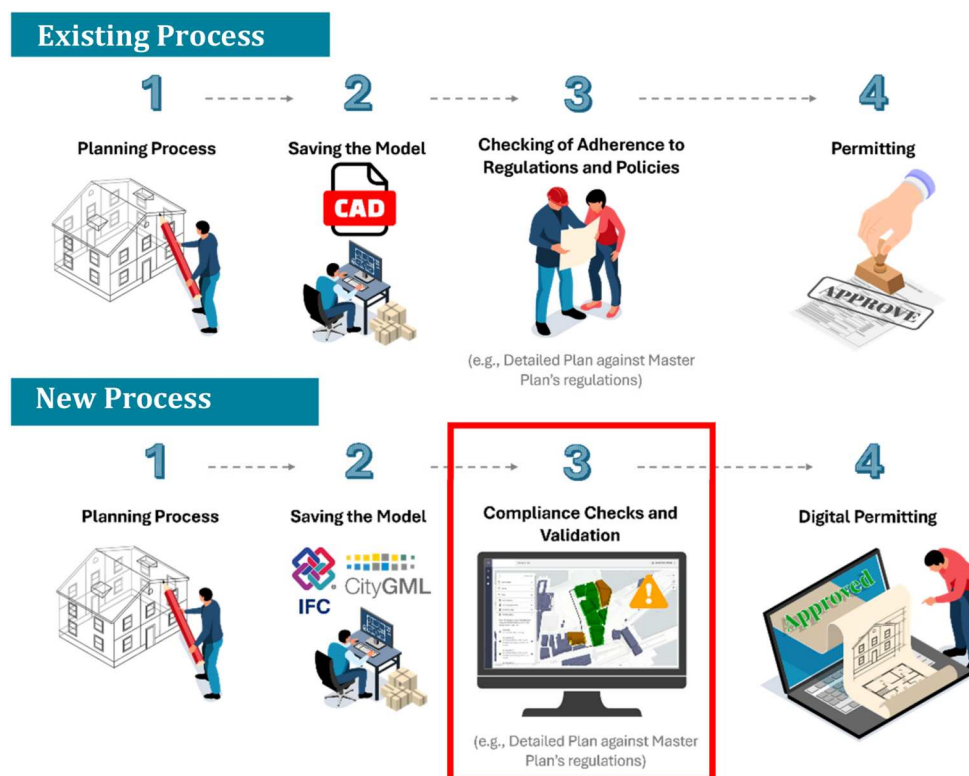 Existing Process
1
2
3
4
Planning Process
Saving the Model
Checking of Adherence to
Regulations and Policies
Permitting
CAD
APPROVE
(e.g., Detailed Plan against Master
Plan's regulations)
New Process
1
2
3
4
Planning Process
Saving the Model
Compliance Checks and
Validation
Digital Permitting
IFC
CityGML
Approved
(e.g., Detailed Plan against Master
Plan's regulations)